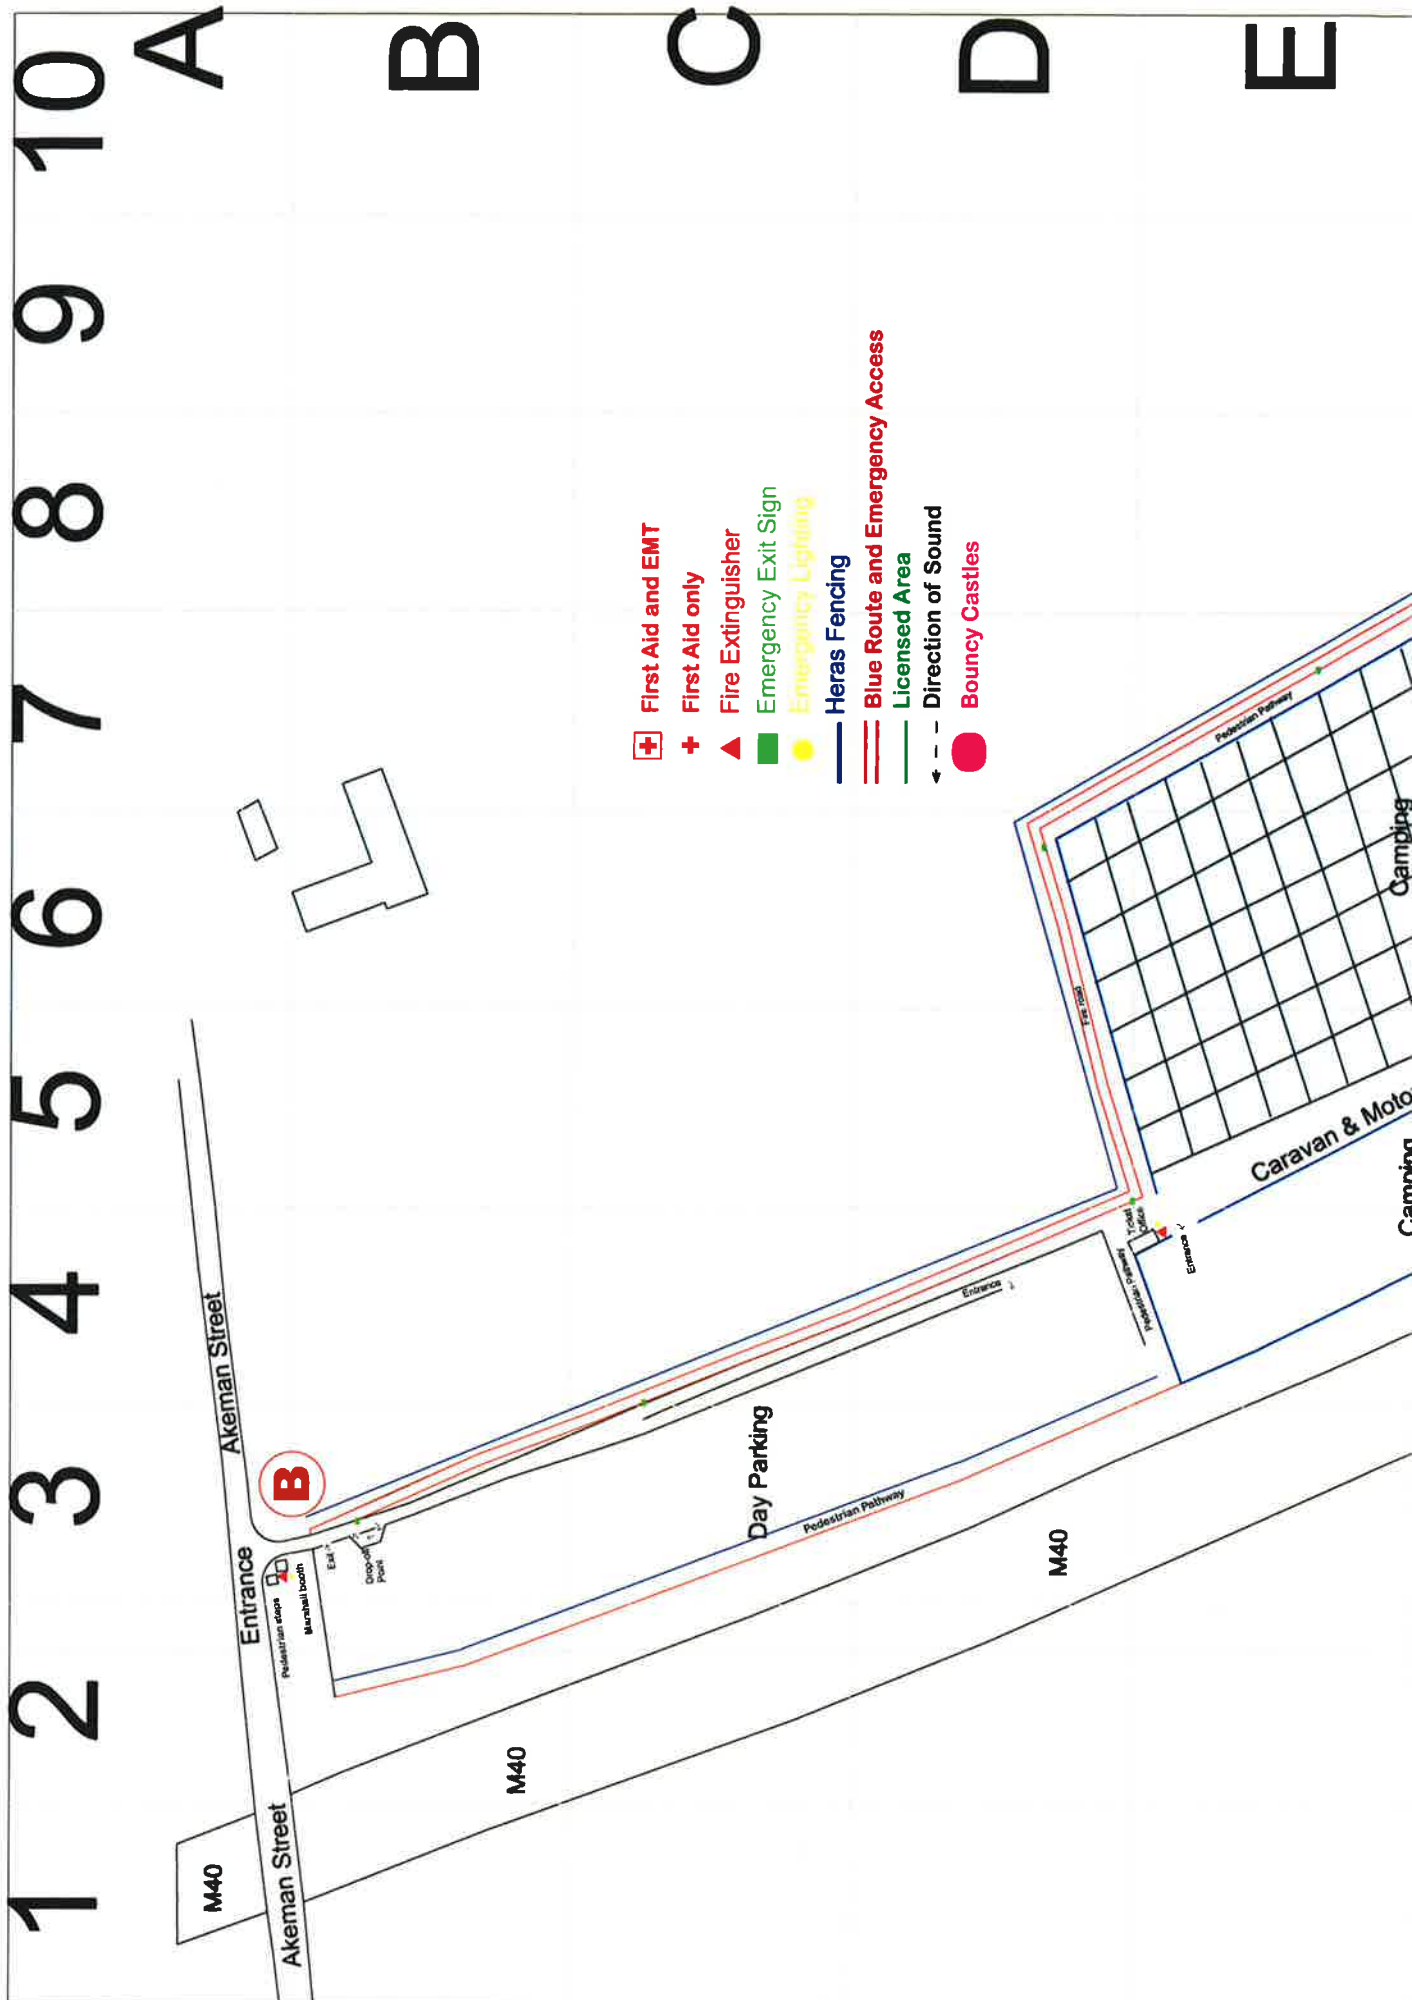 1 2 3 4 5 6 7 8 9 10
A
B
C
D
E
M40
Akeman Street
Entrance
Akeman Street
B
Pedestrian steps
Marshall booth
Exit
Drop-off
Point
M40
Day Parking
Pedestrian Pathway
Entrance
M40
Pedestrian Pathway
Ticket
Office
Entrance
Fire road
Pedestrian Pathway
Caravan & Moto
Camping
Camping
First Aid and EMT
First Aid only
Fire Extinguisher
Emergency Exit Sign
Emergency Lighting
Heras Fencing
Blue Route and Emergency Access
Licensed Area
Direction of Sound
Bouncy Castles